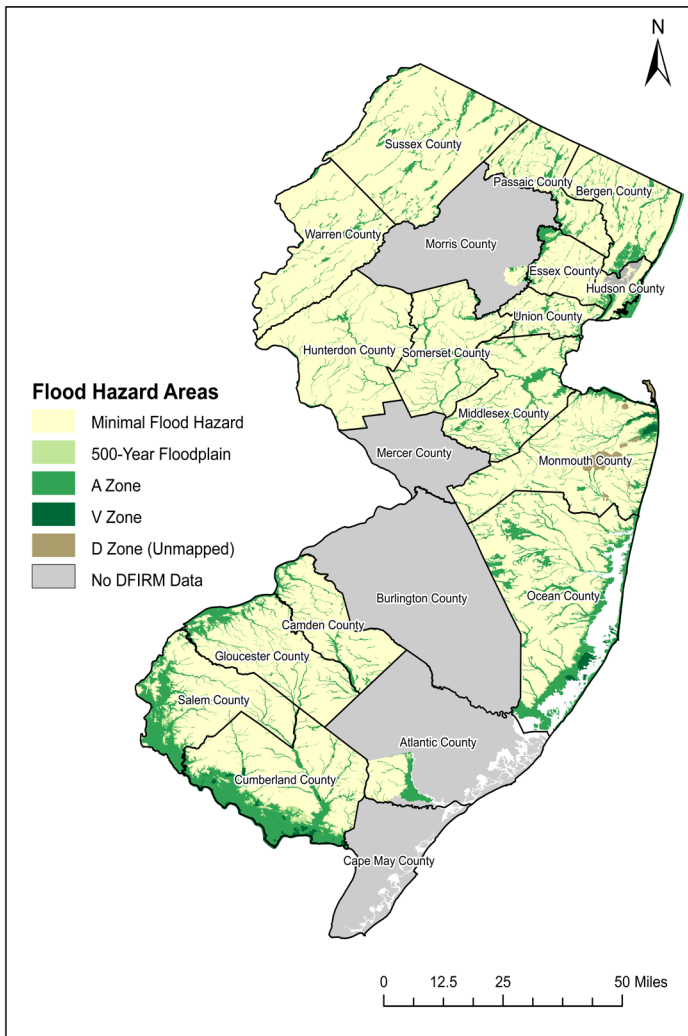 N
Sussex County
Passaic County
Bergen County
Warren County
Morris County
Essex County
Hudson County
Union County
Hunterdon County
Somerset County
Flood Hazard Areas
Minimal Flood Hazard
500-Year Floodplain
A Zone
V Zone
D Zone (Unmapped)
No DFIRM Data
Middlesex County
Mercer County
Monmouth County
Burlington County
Ocean County
Camden County
Gloucester County
Salem County
Atlantic County
Cumberland County
Cape May County
0 12.5 25 50 Miles